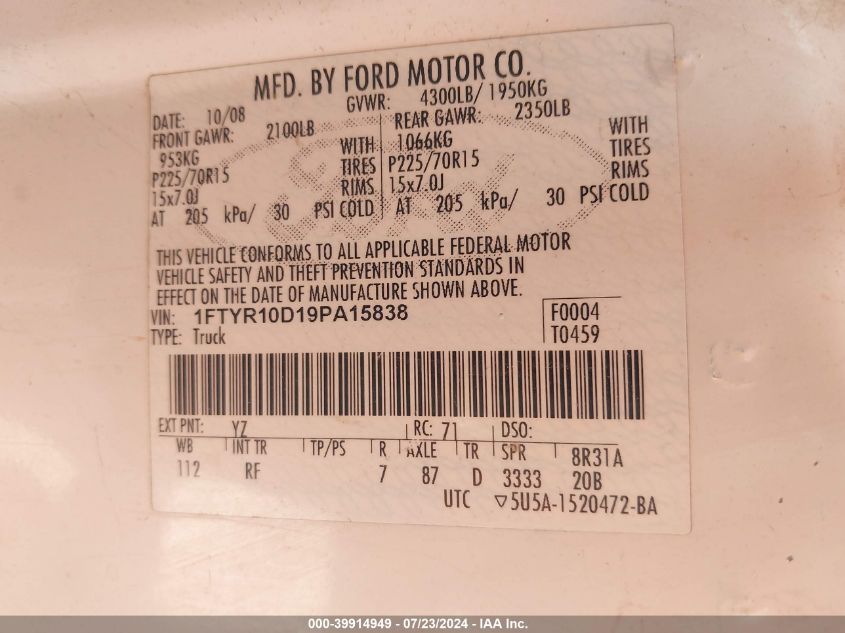 MFD. BY FORD MOTOR CO.
DATE: 10/08 GVWR: 4300LB/ 1950KG
FRONT GAWR: 2100LB REAR GAWR: 2350LB
953KG WITH 1066KG WITH
P225/70R15 TIRES P225/70R15 TIRES
15x7.0J RIMS 15x7.0J RIMS
AT 205 kPa/ 30 PSI COLD AT 205 kPa/ 30 PSI COLD
THIS VEHICLE CONFORMS TO ALL APPLICABLE FEDERAL MOTOR
VEHICLE SAFETY AND THEFT PREVENTION STANDARDS IN
EFFECT ON THE DATE OF MANUFACTURE SHOWN ABOVE.
VIN: 1FTYR10D19PA15838 F0004
TYPE: Truck T0459
EXT PNT: YZ RC: 71 DSO:
WB INT TR TP/PS R AXLE TR SPR 8R31A
112 RF 7 87 D 3333 20B
UTC ▽5U5A-1520472-BA
000-39914949 - 07/23/2024 - IAA Inc.